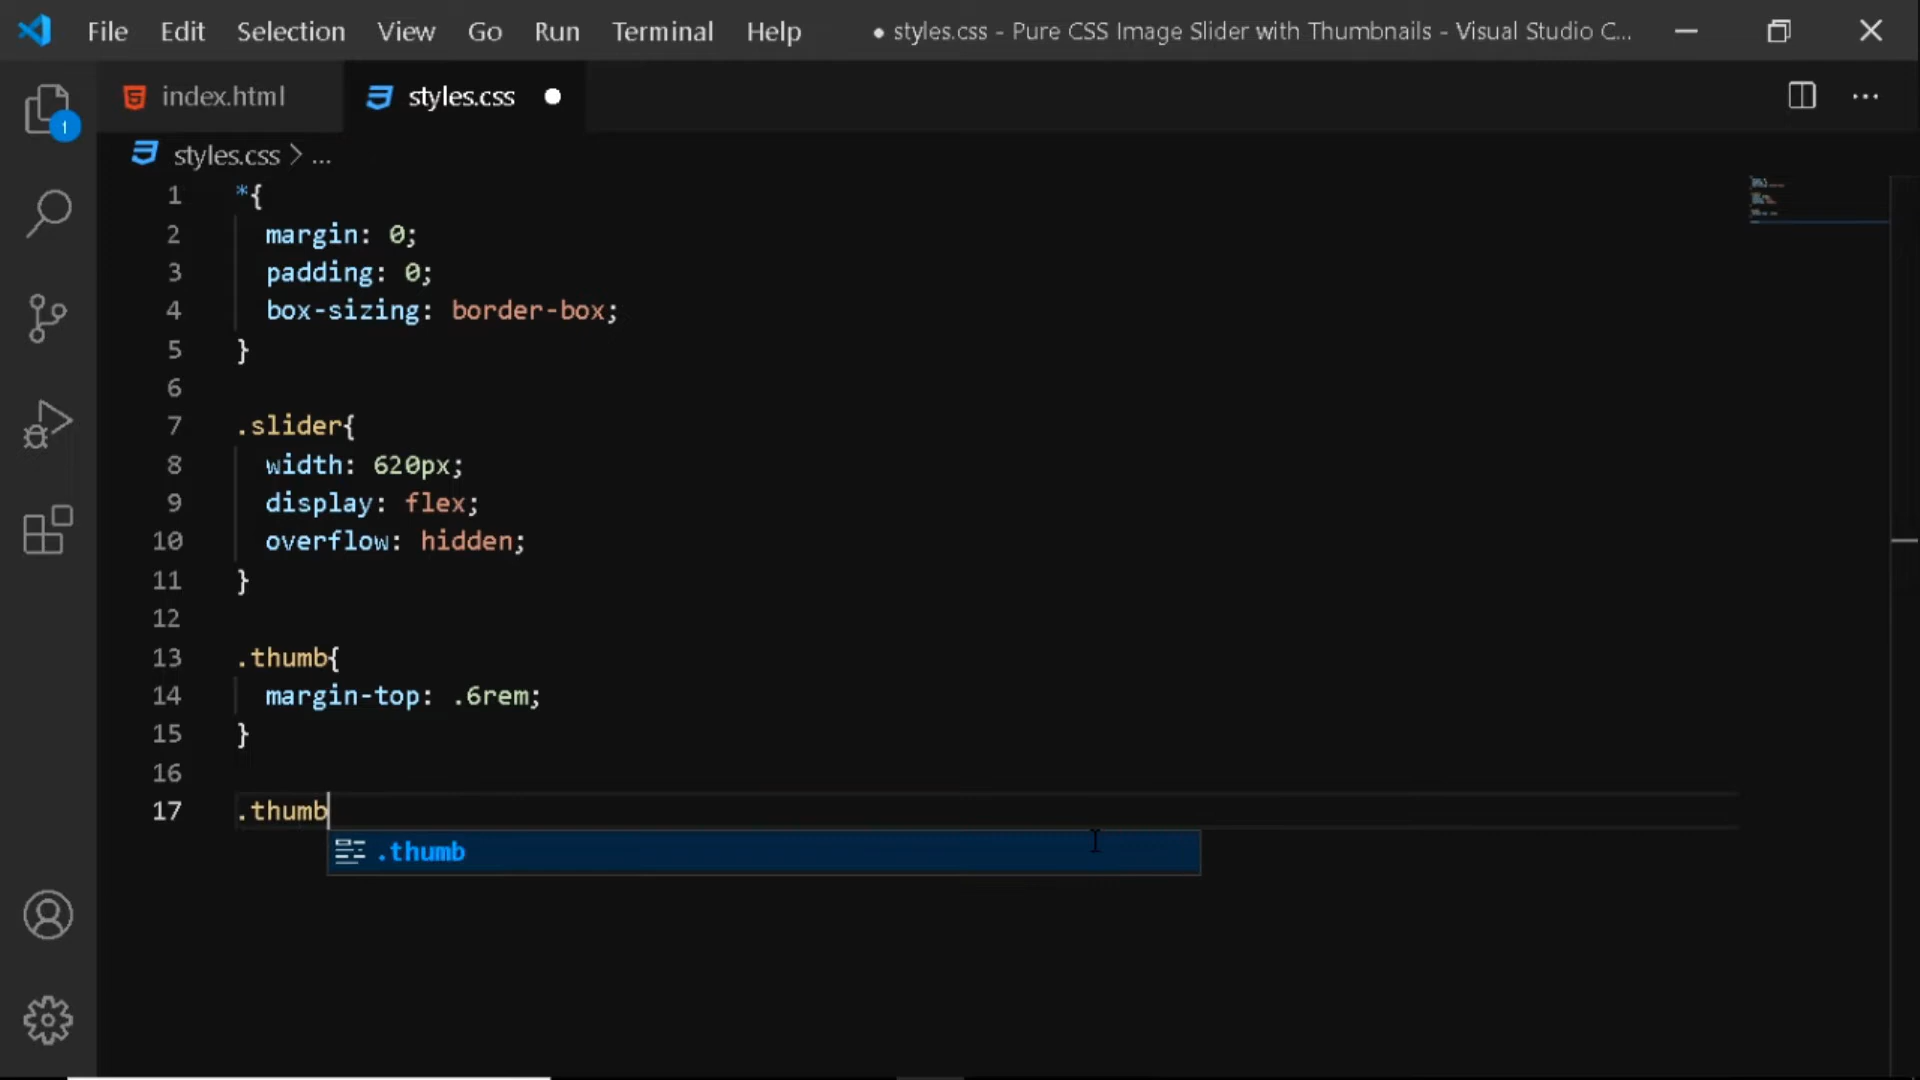 File Edit Selection View Go Run Terminal Help ● styles.css - Pure CSS Image Slider with Thumbnails - Visual Studio C...
index.html styles.css ●
1
styles.css > ...
1 *{
2 margin: 0;
3 padding: 0;
4 box-sizing: border-box;
5 }
6
7 .slider{
8 width: 620px;
9 display: flex;
10 overflow: hidden;
11 }
12
13 .thumb{
14 margin-top: .6rem;
15 }
16
17 .thumb
.thumb